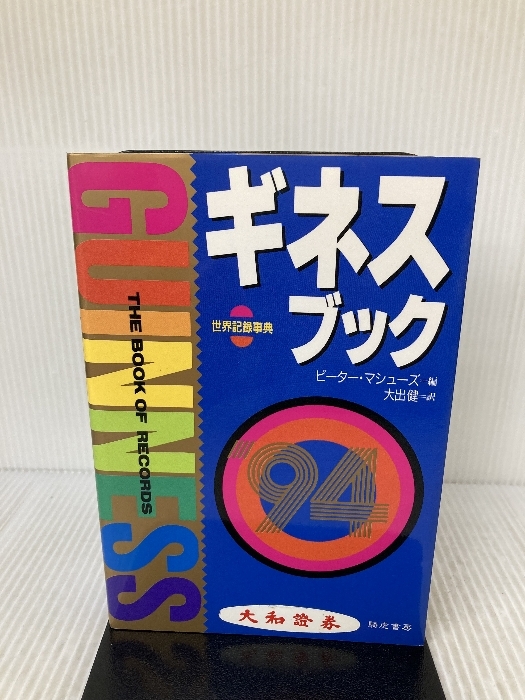 GUINNESS
THE BOOK OF RECORDS
ギネス
ブック
世界記録事典
ピーター・マシューズ=編
大出健=訳
'94
大和證券
騎虎書房